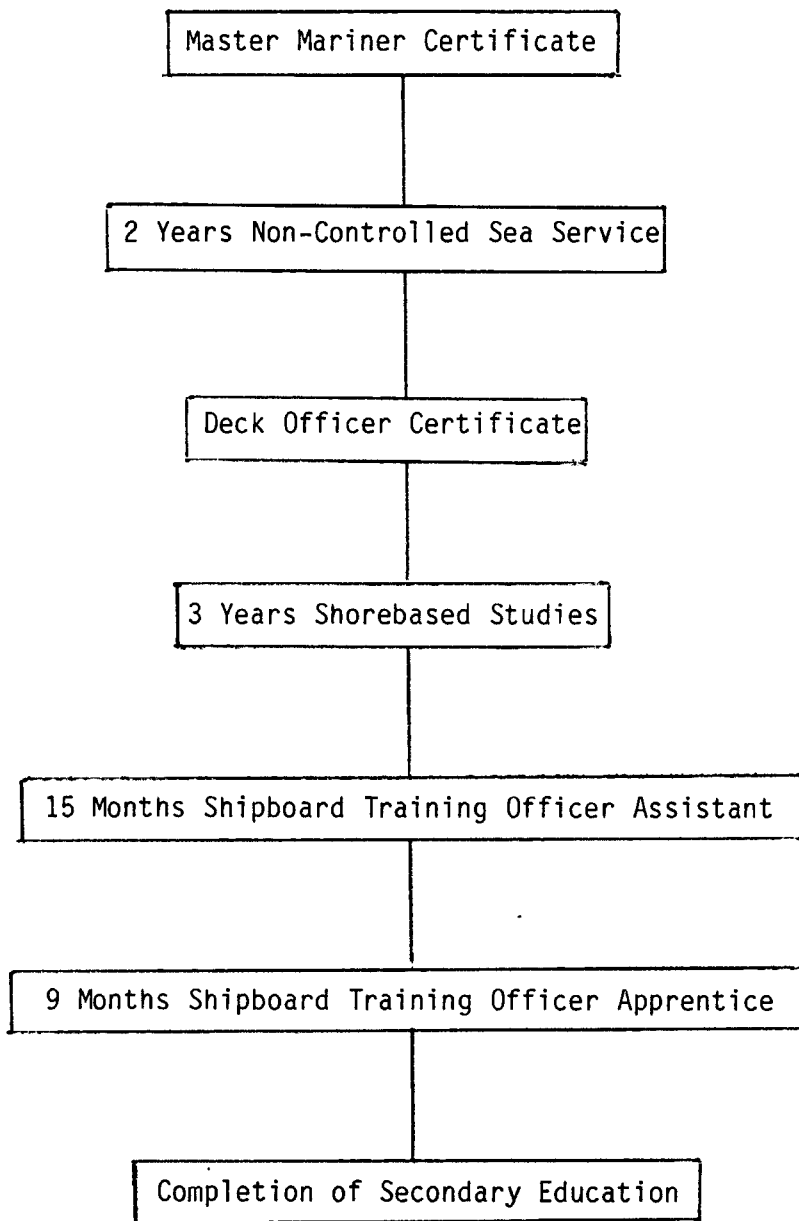 Master Mariner Certificate
2 Years Non-Controlled Sea Service
Deck Officer Certificate
3 Years Shorebased Studies
15 Months Shipboard Training Officer Assistant
9 Months Shipboard Training Officer Apprentice
Completion of Secondary Education